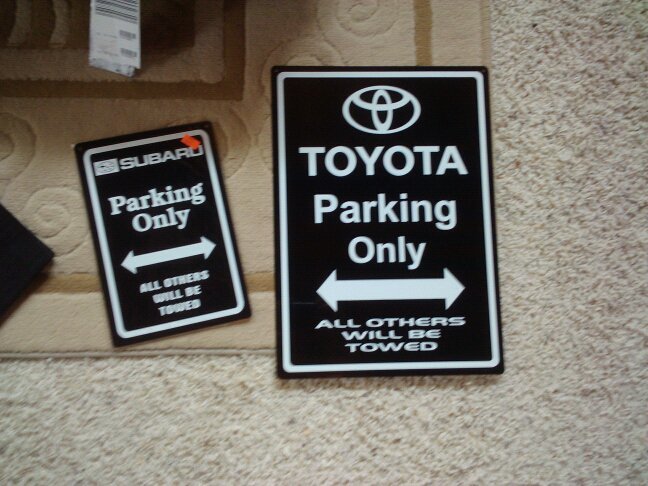 SUBARU
Parking
Only
ALL OTHERS
WILL BE
TOWED
TOYOTA
Parking
Only
ALL OTHERS
WILL BE
TOWED